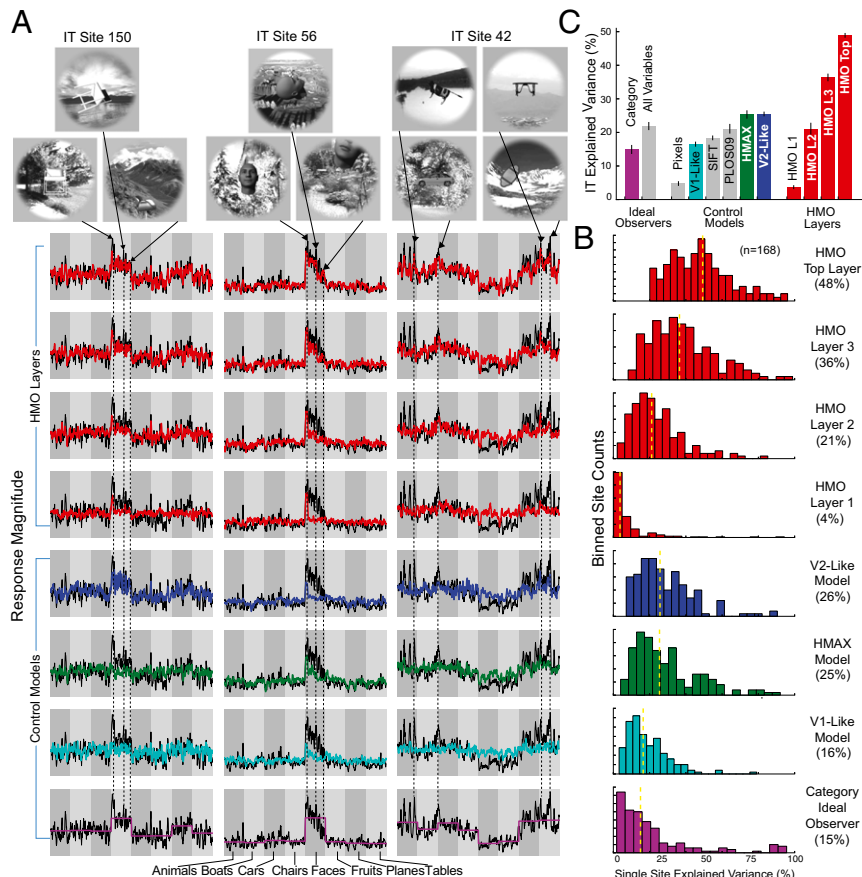 A
IT Site 150
IT Site 56
IT Site 42
HMO Layers
Control Models
Response Magnitude
Animals Boats Cars Chairs Faces Fruits Planes Tables
C
IT Explained Variance (%)
50
40
30
20
10
0
Category
All Variables
Pixels
V1-Like
SIFT
PLOS09
HMAX
V2-Like
HMO L1
HMO L2
HMO L3
HMO Top
Ideal
Observers
Control
Models
HMO
Layers
B
Binned Site Counts
(n=168)
HMO
Top Layer
(48%)
HMO
Layer 3
(36%)
HMO
Layer 2
(21%)
HMO
Layer 1
(4%)
V2-Like
Model
(26%)
HMAX
Model
(25%)
V1-Like
Model
(16%)
Category
Ideal
Observer
(15%)
0 25 50 75 100
Single Site Explained Variance (%)